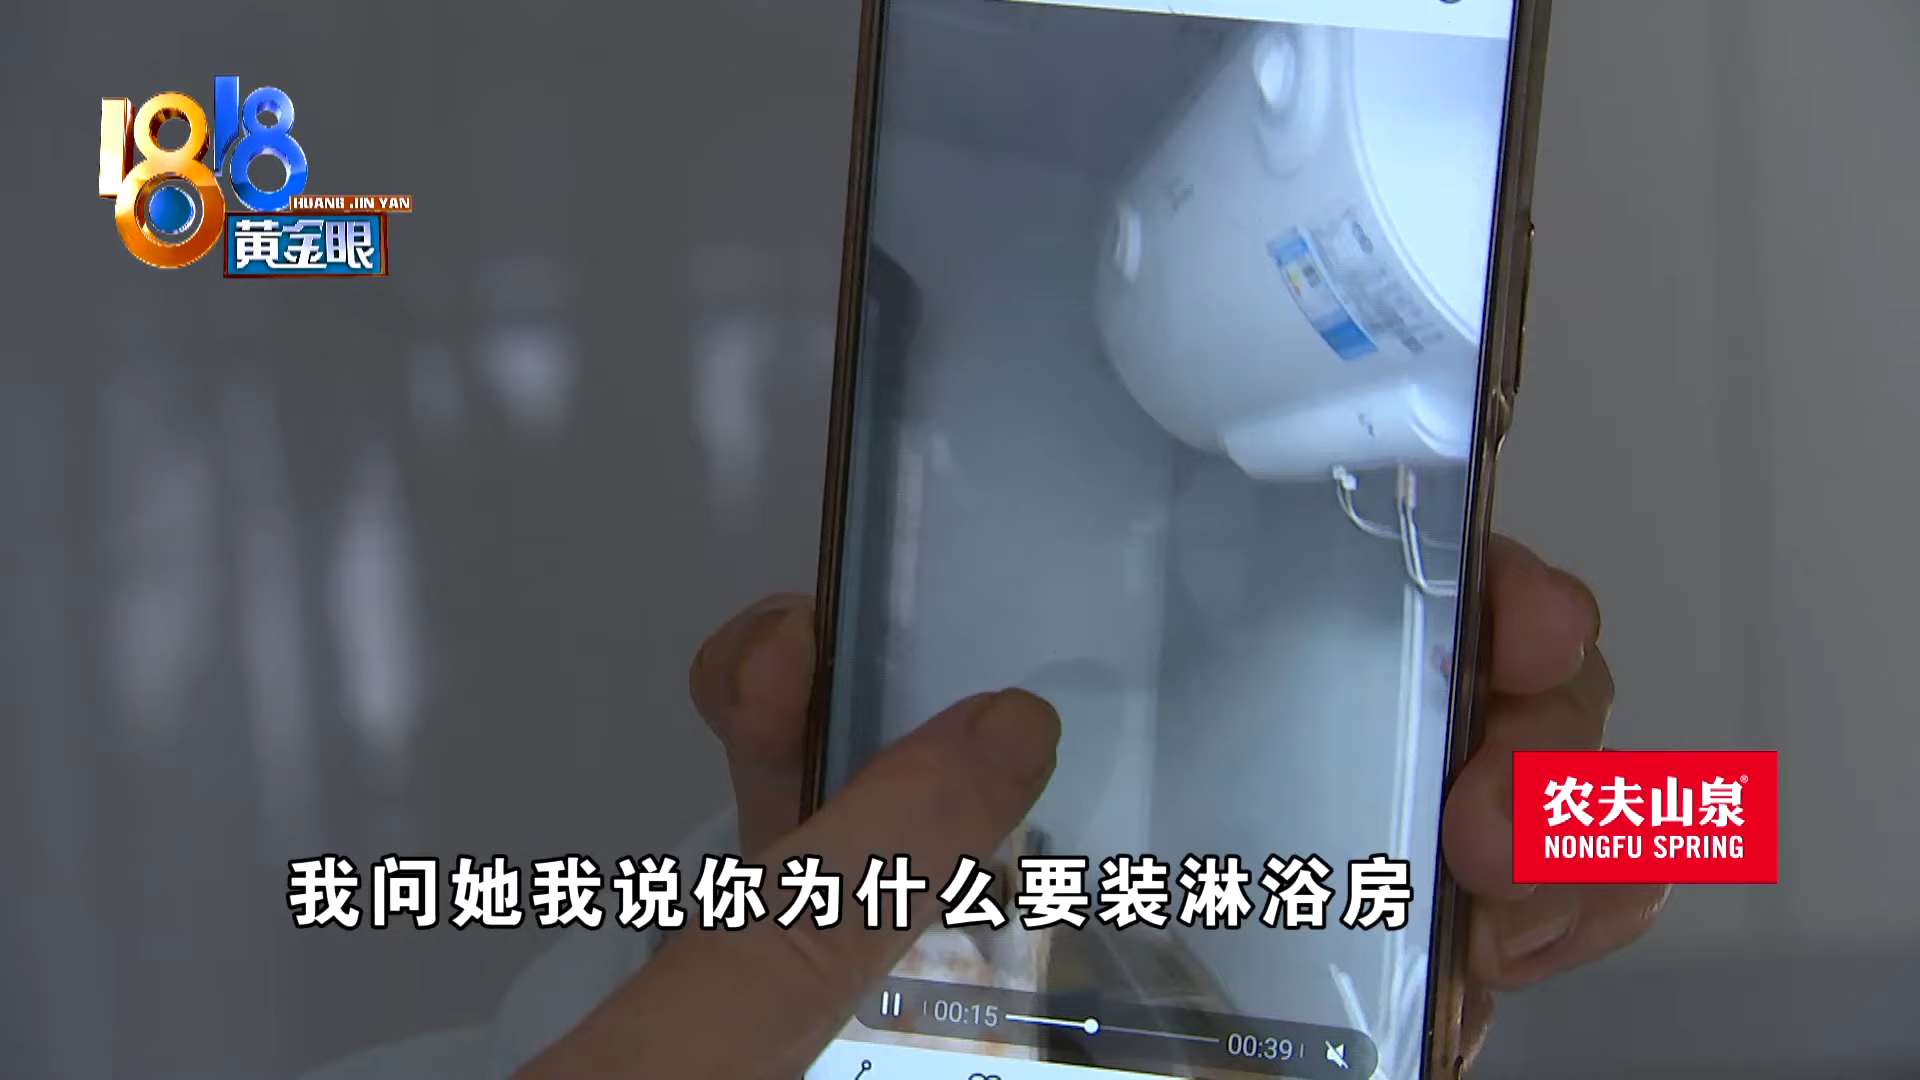 1818
HUANG JIN YAN
黄金眼
农夫山泉®
NONGFU SPRING
我问她我说你为什么要装淋浴房
00:15
00:39